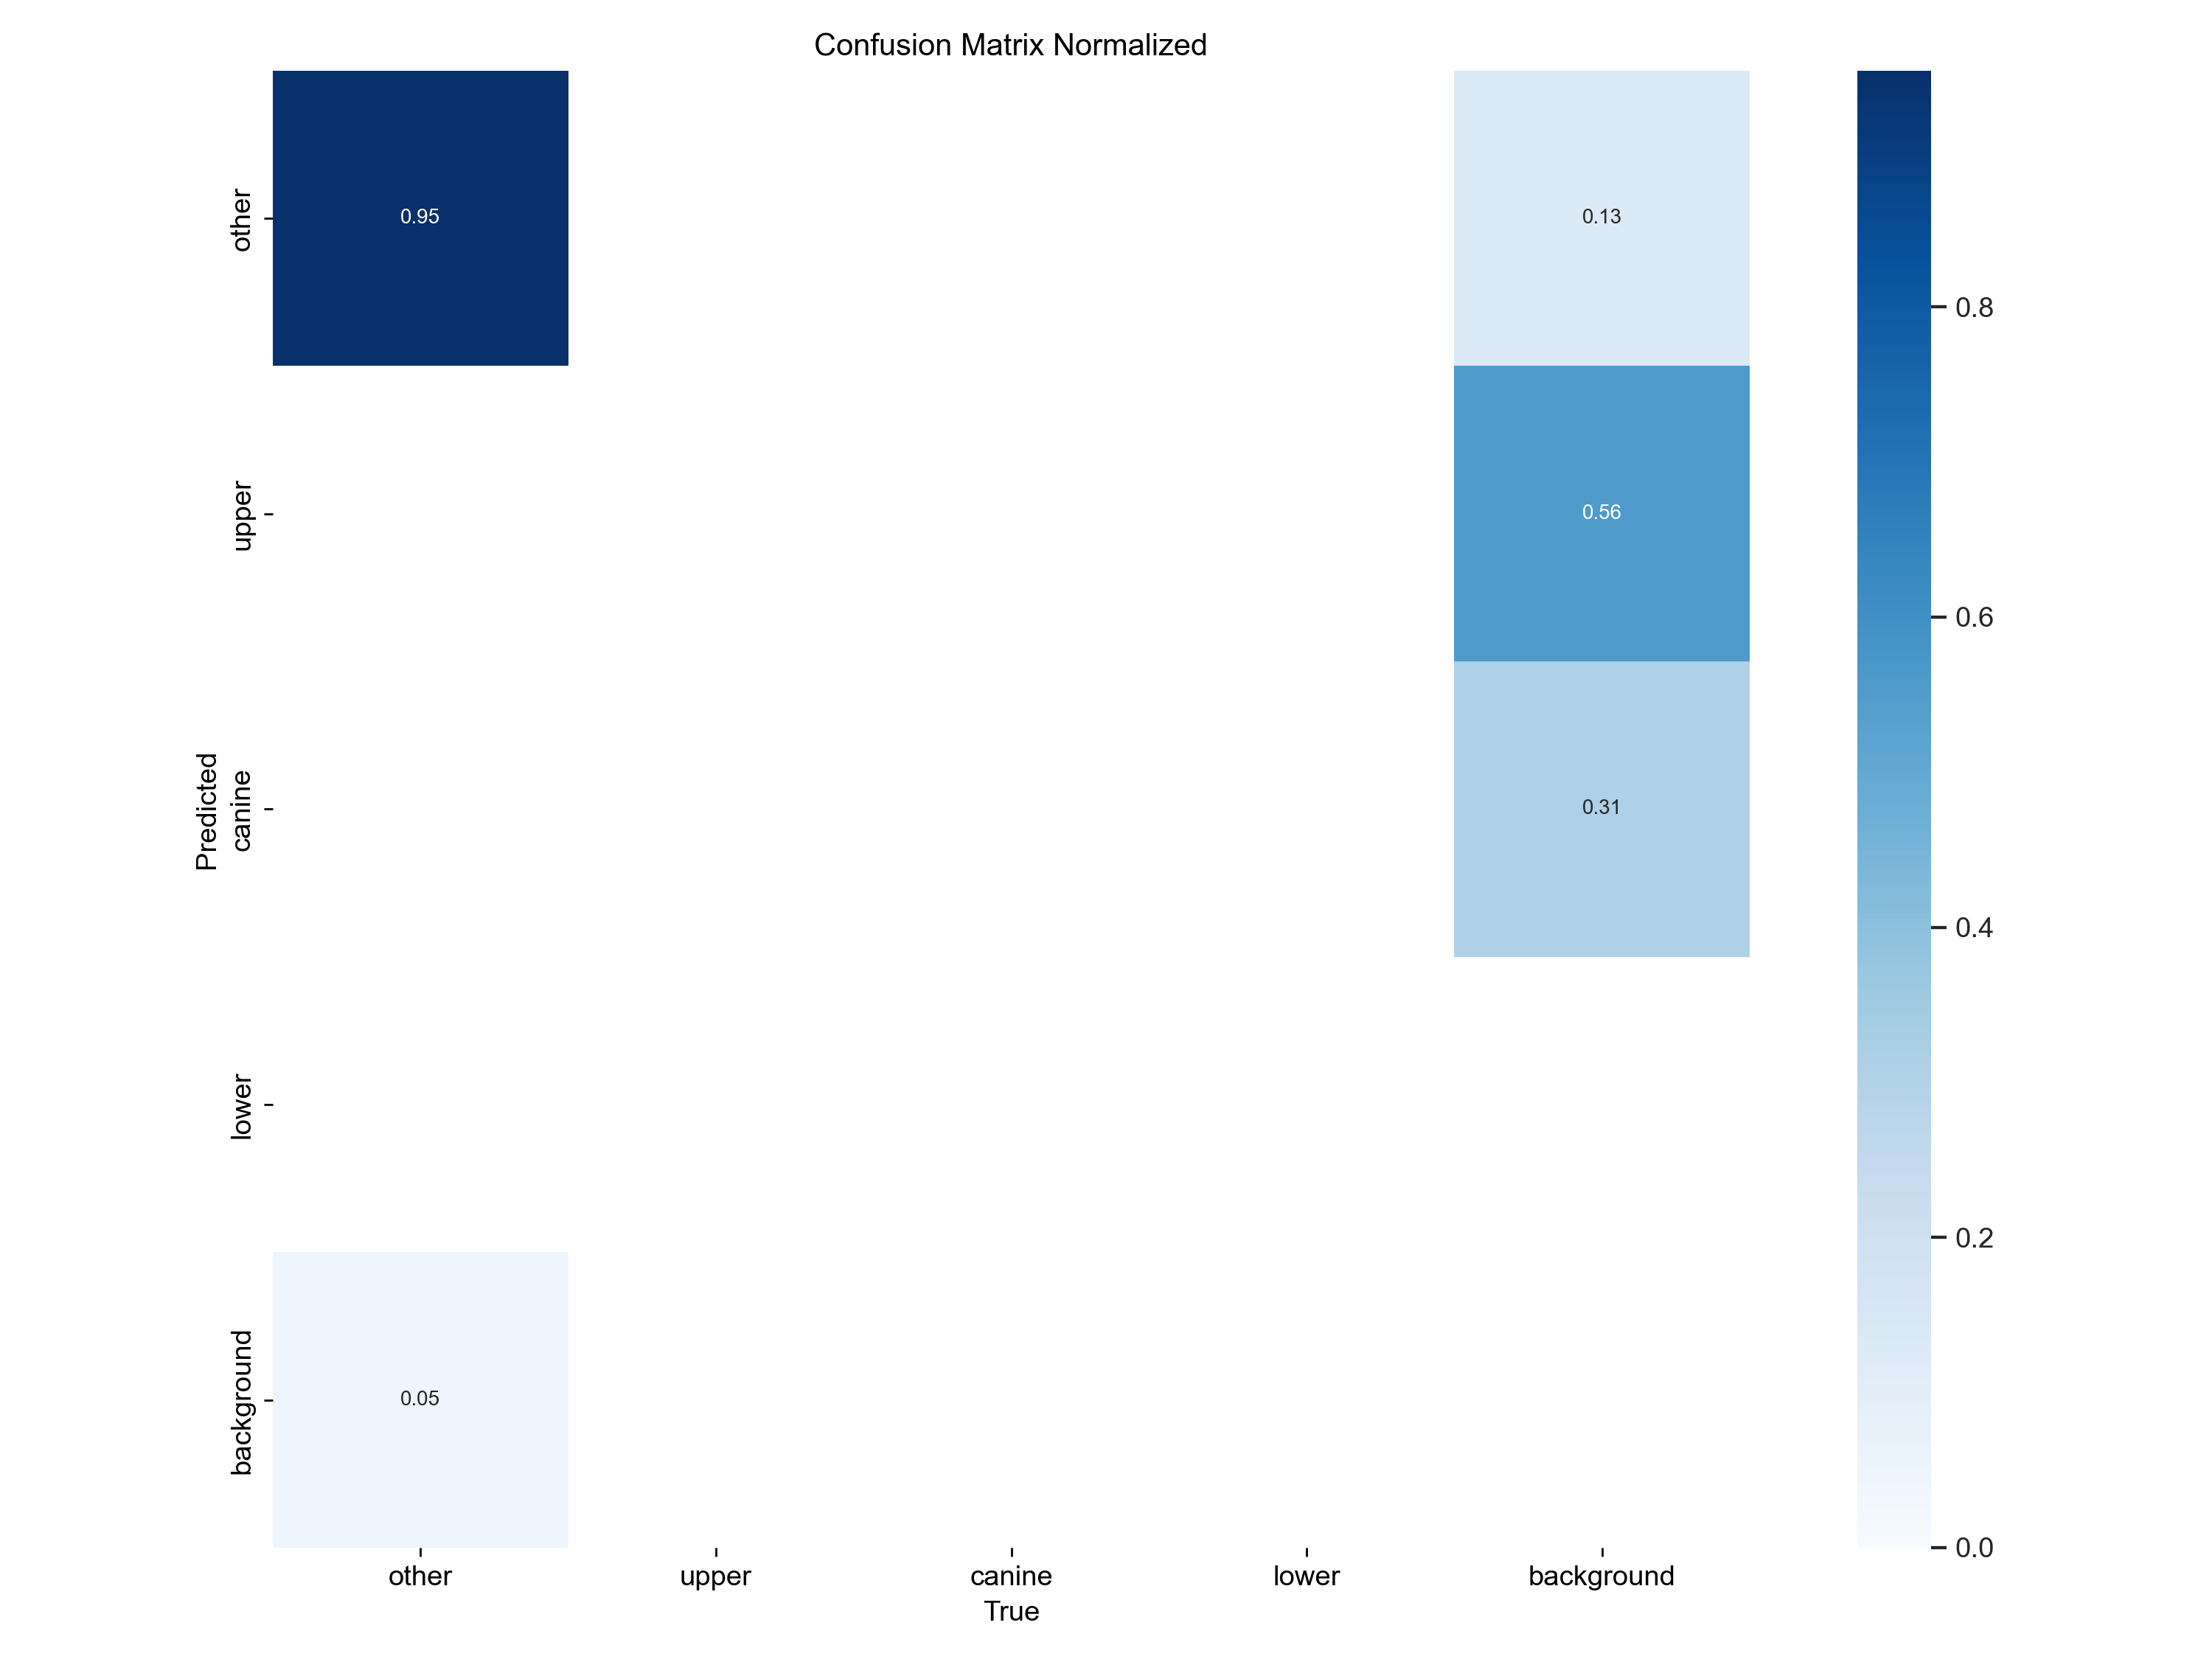 Confusion Matrix Normalized
other
upper
canine
lower
background
Predicted
0.95
0.13
0.56
0.31
0.05
other
upper
canine
lower
background
True
0.8
0.6
0.4
0.2
0.0